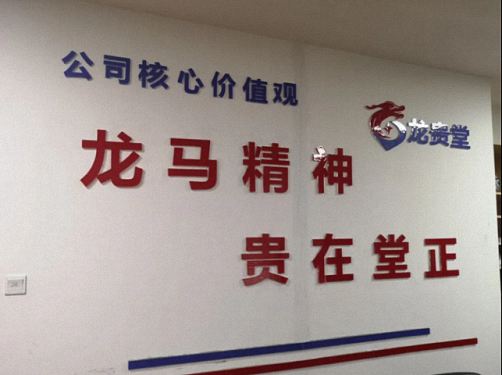 公司核心价值观
龙贵堂
龙马精神
贵在堂正